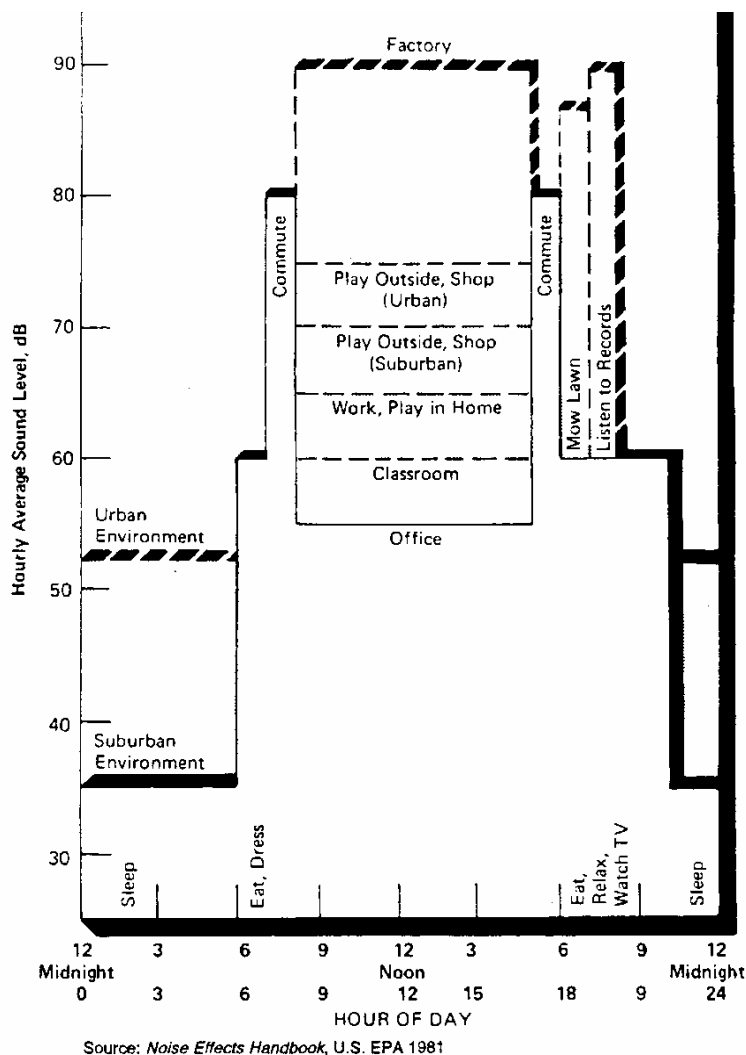 Factory
90
80
70
60
50
40
30
Hourly Average Sound Level, dB
Commute
Play Outside, Shop
(Urban)
Play Outside, Shop
(Suburban)
Work, Play in Home
Classroom
Office
Commute
Mow Lawn
Listen to Records
Urban
Environment
Suburban
Environment
Sleep
Eat, Dress
Eat,
Relax,
Watch TV
Sleep
12 3 6 9 12 3 6 9 12
Midnight Noon Midnight
0 3 6 9 12 15 18 9 24
HOUR OF DAY
Source: Noise Effects Handbook, U.S. EPA 1981